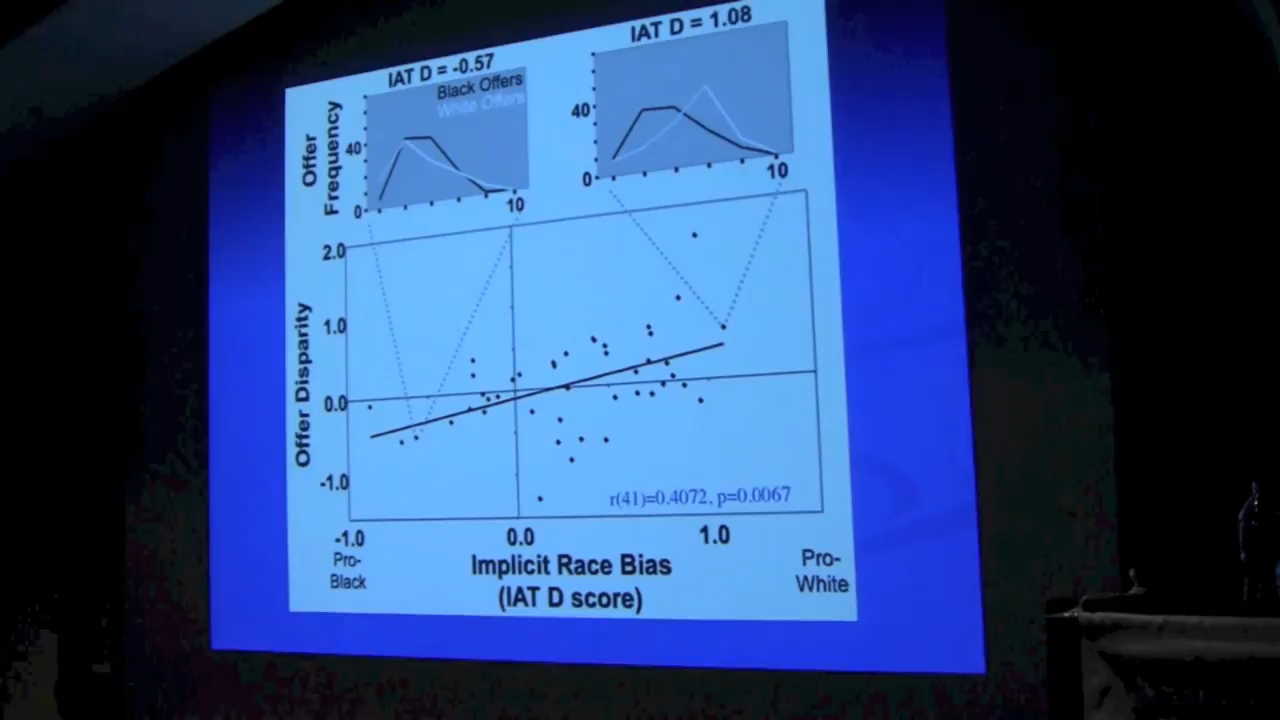 IAT D = -0.57
IAT D = 1.08
Black Offers
White Offers
Offer
Frequency
40
0
10
40
0
10
2.0
1.0
0.0
-1.0
Offer Disparity
r(41)=0.4072, p=0.0067
-1.0
0.0
1.0
Pro-
Black
Pro-
White
Implicit Race Bias
(IAT D score)